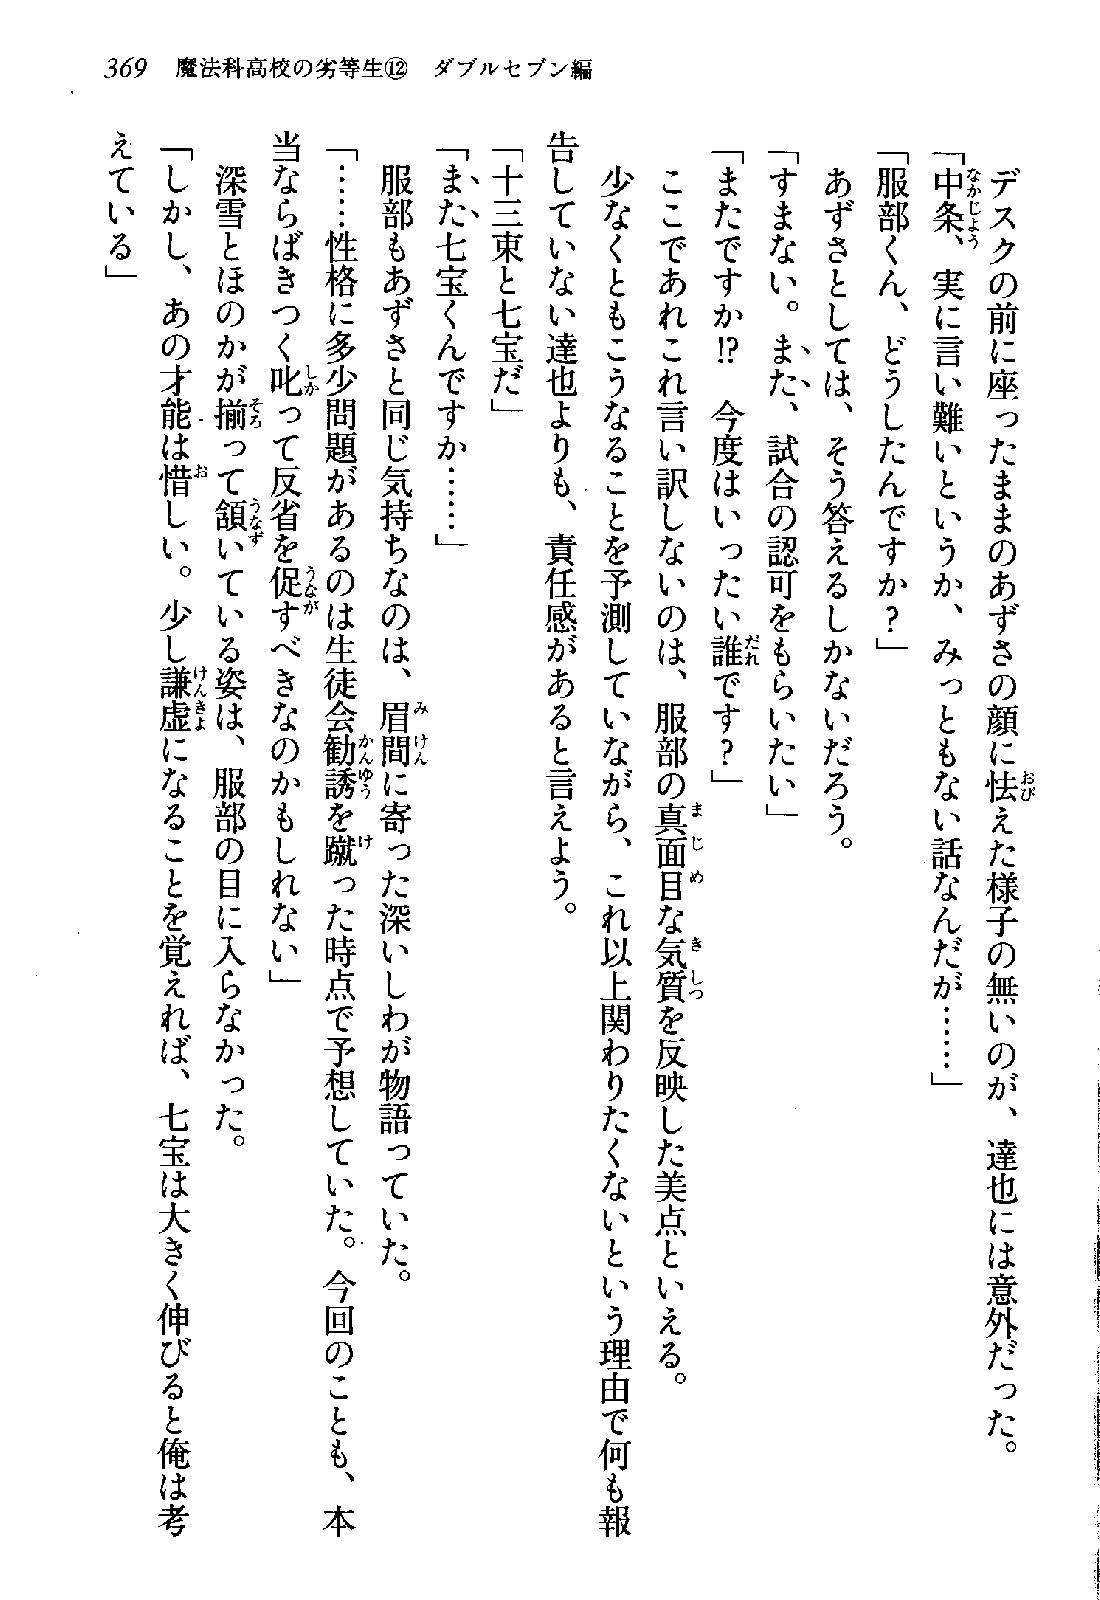 369　魔法科高校の劣等生⑫　ダブルセブン編
　デスクの前に座ったままのあずさの顔に怯えた様子の無いのが、達也には意外だった。
「中条、実に言い難いというか、みっともない話なんだが……」
「服部くん、どうしたんですか？」
　あずさとしては、そう答えるしかないだろう。
「すまない。また、試合の認可をもらいたい」
「またですか!?　今度はいったい誰です？」
　ここであれこれ言い訳しないのは、服部の真面目な気質を反映した美点といえる。
　少なくともこうなることを予測していながら、これ以上関わりたくないという理由で何も報
告していない達也よりも、責任感があると言えよう。
「十三束と七宝だ」
「また七宝くんですか……」
　服部もあずさと同じ気持ちなのは、眉間に寄った深いしわが物語っていた。
「……性格に多少問題があるのは生徒会勧誘を蹴った時点で予想していた。今回のことも、本
当ならばきつく叱って反省を促すべきなのかもしれない」
　深雪とほのかが揃って頷いている姿は、服部の目に入らなかった。
「しかし、あの才能は惜しい。少し謙虚になることを覚えれば、七宝は大きく伸びると俺は考
えている」